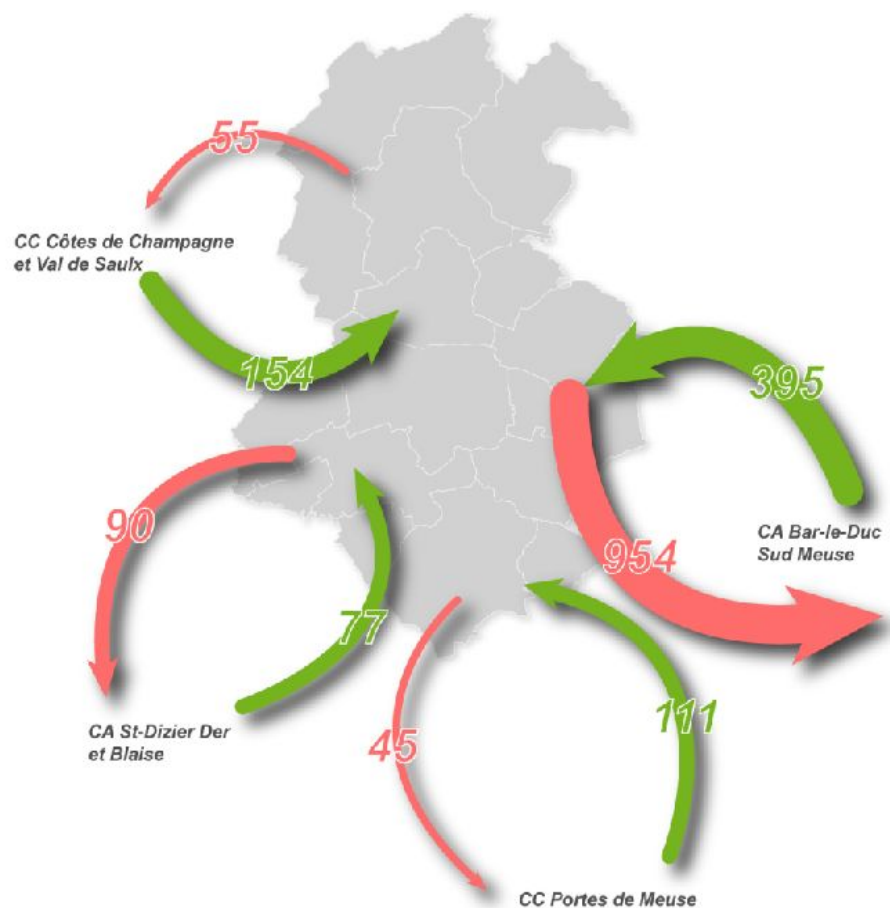 55
CC Côtes de Champagne
et Val de Saulx
154
395
90
CA Bar-le-Duc
Sud Meuse
954
77
111
CA St-Dizier Der
et Blaise
45
CC Portes de Meuse